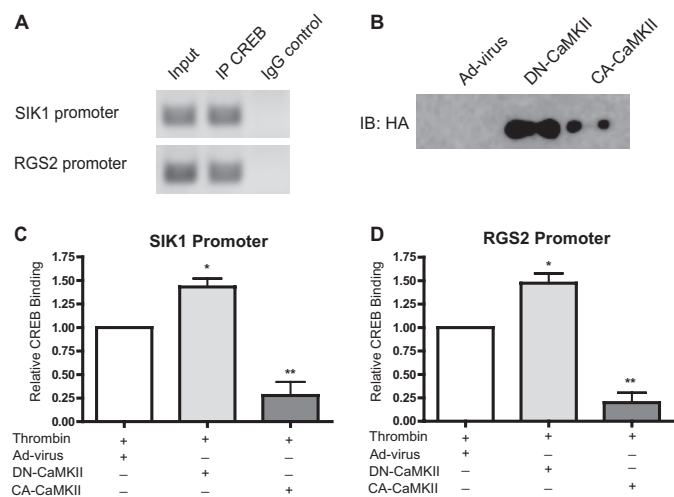 A
Input
IP CREB
IgG control
SIK1 promoter
RGS2 promoter
B
Ad-virus
DN-CaMKII
CA-CaMKII
IB: HA
C
SIK1 Promoter
Relative CREB Binding
1.75
1.50
1.25
1.00
0.75
0.50
0.25
0.00
*
**
Thrombin + + +
Ad-virus + – –
DN-CaMKII – + –
CA-CaMKII – – +
D
RGS2 Promoter
Relative CREB Binding
1.75
1.50
1.25
1.00
0.75
0.50
0.25
0.00
*
**
Thrombin + + +
Ad-virus + – –
DN-CaMKII – + –
CA-CaMKII – – +